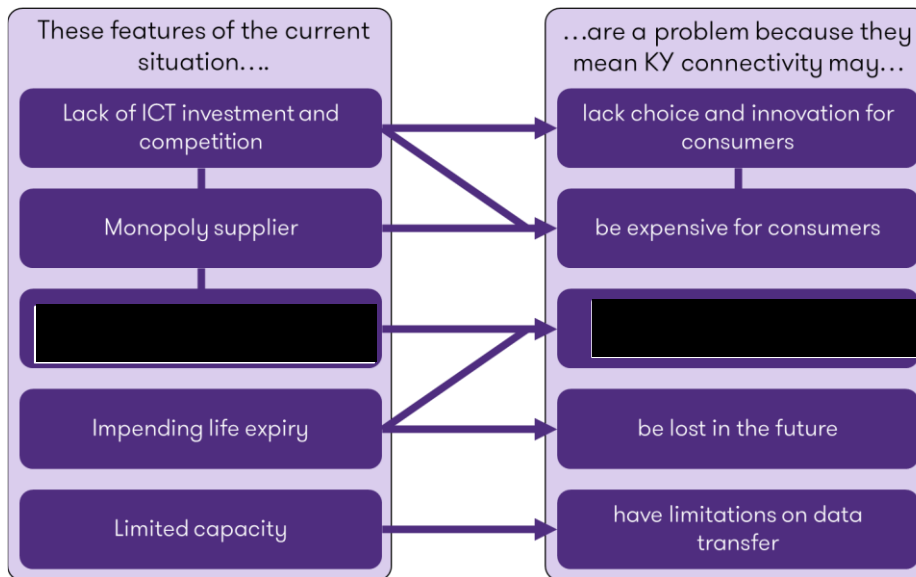 These features of the current
situation....
Lack of ICT investment and
competition
Monopoly supplier
Impending life expiry
Limited capacity
...are a problem because they
mean KY connectivity may...
lack choice and innovation for
consumers
be expensive for consumers
be lost in the future
have limitations on data
transfer